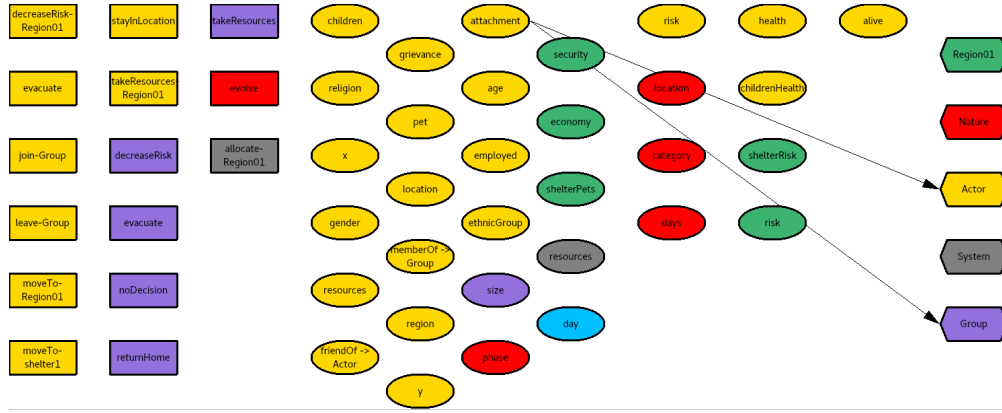 decreaseRisk-
Region01
stayInLocation
takeResources
children
attachment
risk
health
alive
grievance
security
Region01
evacuate
takeResources-
Region01
evolve
religion
age
location
childrenHealth
pet
economy
Nature
join-Group
decreaseRisk
allocate-
Region01
x
employed
category
shelterRisk
location
shelterPets
Actor
leave-Group
evacuate
gender
ethnicGroup
days
risk
memberOf ->
Group
resources
System
moveTo-
Region01
noDecision
resources
size
region
day
Group
moveTo-
shelter1
returnHome
friendOf ->
Actor
phase
y